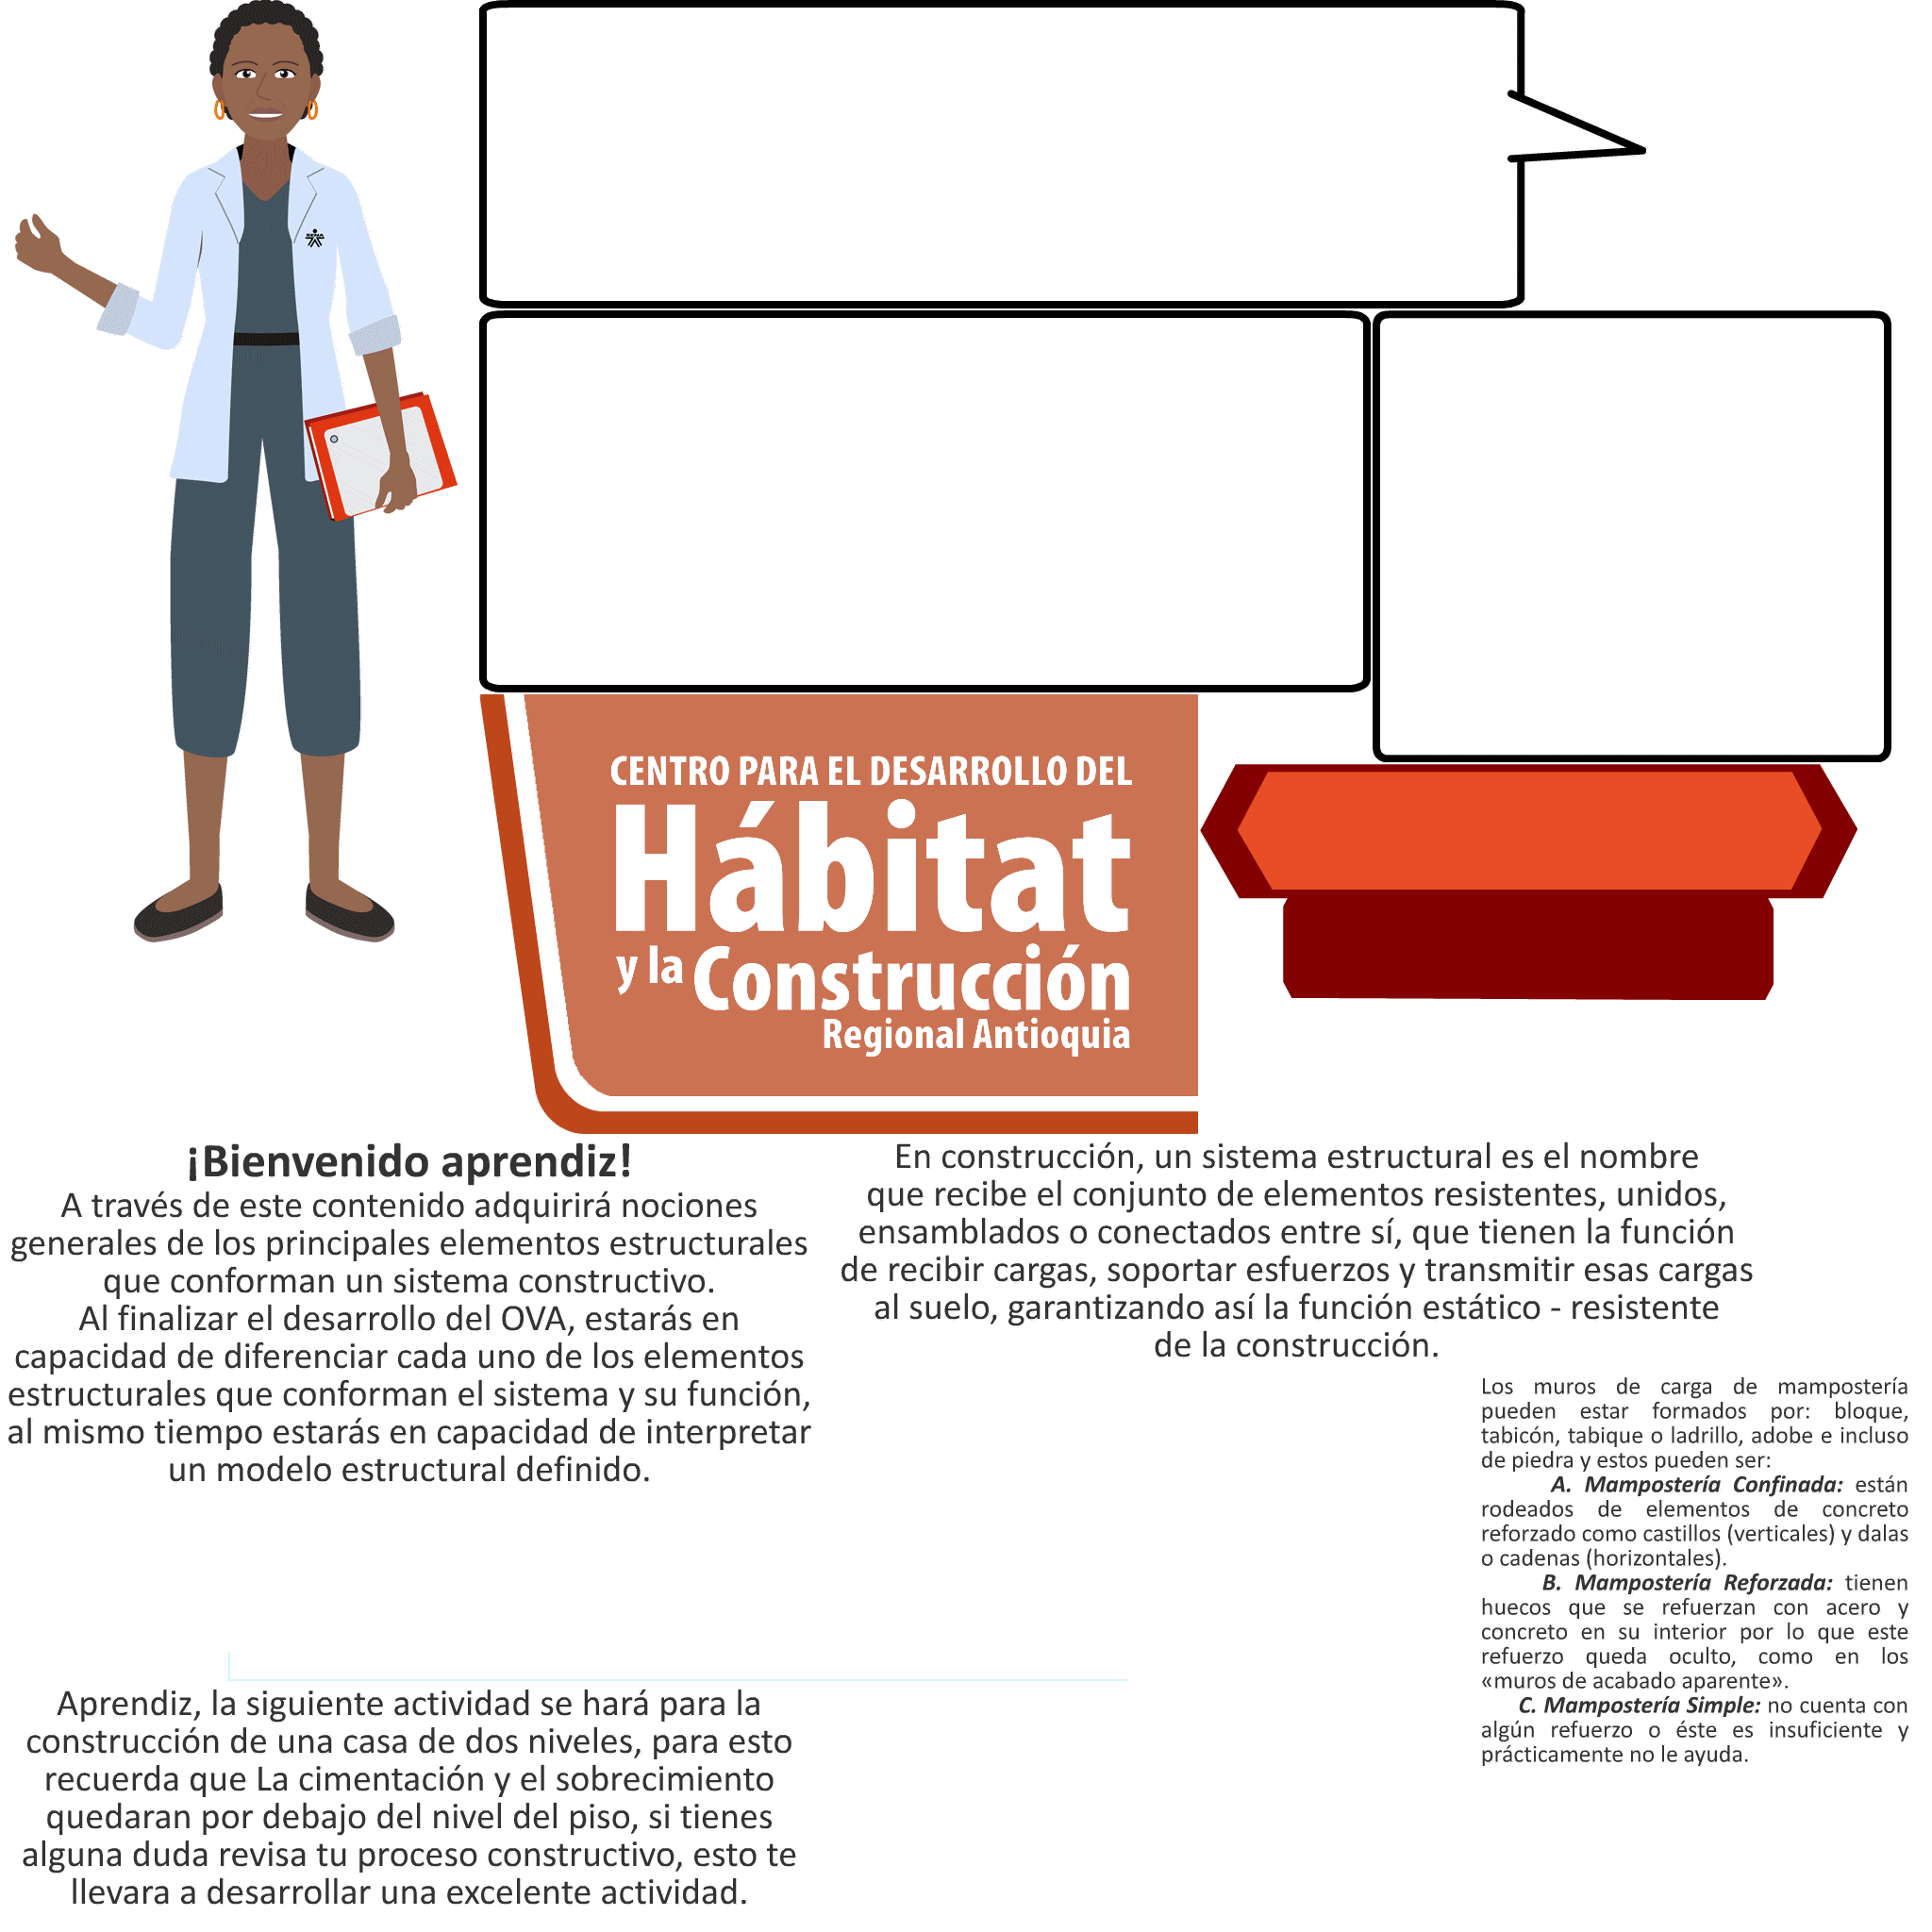 SENA
CENTRO PARA EL DESARROLLO DEL
Hábitat
y la Construcción
Regional Antioquia
¡Bienvenido aprendiz!
A través de este contenido adquirirá nociones
generales de los principales elementos estructurales
que conforman un sistema constructivo.
Al finalizar el desarrollo del OVA, estarás en
capacidad de diferenciar cada uno de los elementos
estructurales que conforman el sistema y su función,
al mismo tiempo estarás en capacidad de interpretar
un modelo estructural definido.
En construcción, un sistema estructural es el nombre
que recibe el conjunto de elementos resistentes, unidos,
ensamblados o conectados entre sí, que tienen la función
de recibir cargas, soportar esfuerzos y transmitir esas cargas
al suelo, garantizando así la función estático - resistente
de la construcción.
Los muros de carga de mampostería
pueden estar formados por: bloque,
tabicón, tabique o ladrillo, adobe e incluso
de piedra y estos pueden ser:
A. Mampostería Confinada: están
rodeados de elementos de concreto
reforzado como castillos (verticales) y dalas
o cadenas (horizontales).
B. Mampostería Reforzada: tienen
huecos que se refuerzan con acero y
concreto en su interior por lo que este
refuerzo queda oculto, como en los
«muros de acabado aparente».
C. Mampostería Simple: no cuenta con
algún refuerzo o éste es insuficiente y
prácticamente no le ayuda.
Aprendiz, la siguiente actividad se hará para la
construcción de una casa de dos niveles, para esto
recuerda que La cimentación y el sobrecimiento
quedaran por debajo del nivel del piso, si tienes
alguna duda revisa tu proceso constructivo, esto te
llevara a desarrollar una excelente actividad.